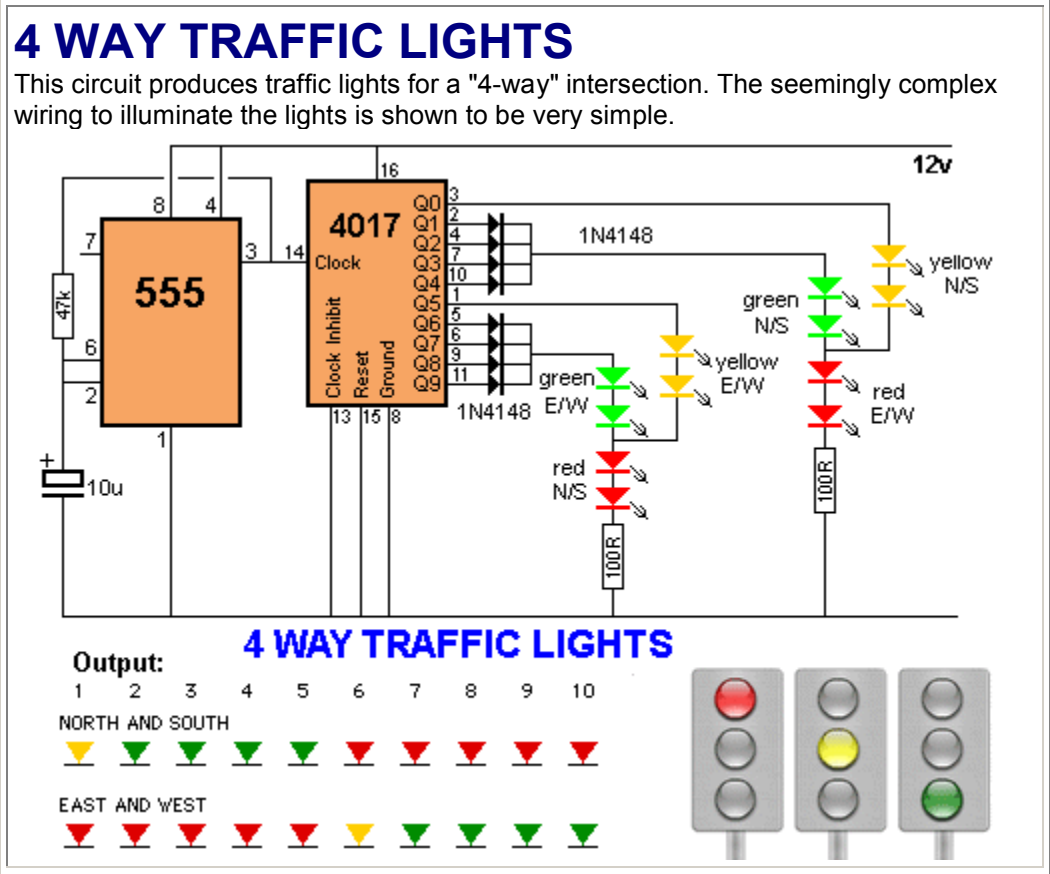 4 WAY TRAFFIC LIGHTS
This circuit produces traffic lights for a "4-way" intersection. The seemingly complex
wiring to illuminate the lights is shown to be very simple.
12v
16
8 4
3
Q0
2
Q1
4
Q2
7
Q3
10
Q4
1
Q5
5
Q6
6
Q7
9
Q8
11
Q9
4017
1N4148
7
3 14
Clock
555
47k
yellow
N/S
green
N/S
Clock Inhibit
Reset
Ground
6
2
yellow
E/W
green
E/W
red
E/W
1N4148
13 15 8
1
+
10u
red
N/S
100R
100R
4 WAY TRAFFIC LIGHTS
Output:
1 2 3 4 5 6 7 8 9 10
NORTH AND SOUTH
EAST AND WEST